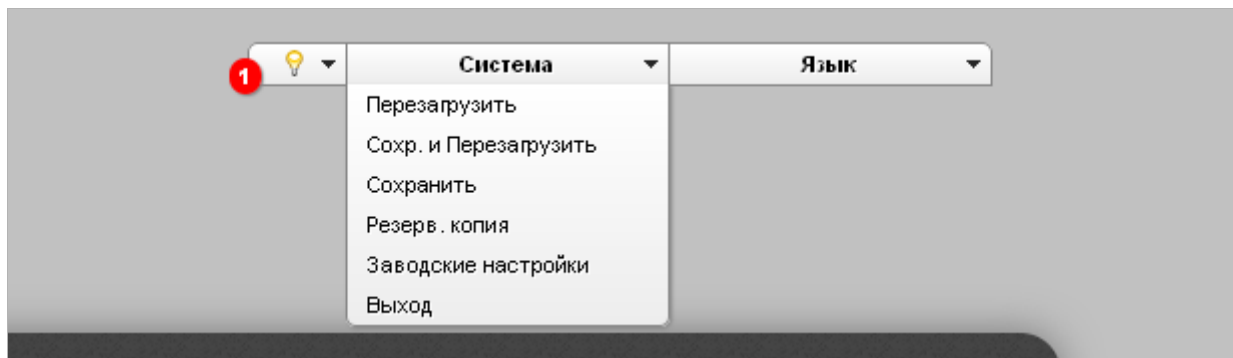 1
Система
Язык
Перезагрузить
Сохр. и Перезагрузить
Сохранить
Резерв. копия
Заводские настройки
Выход